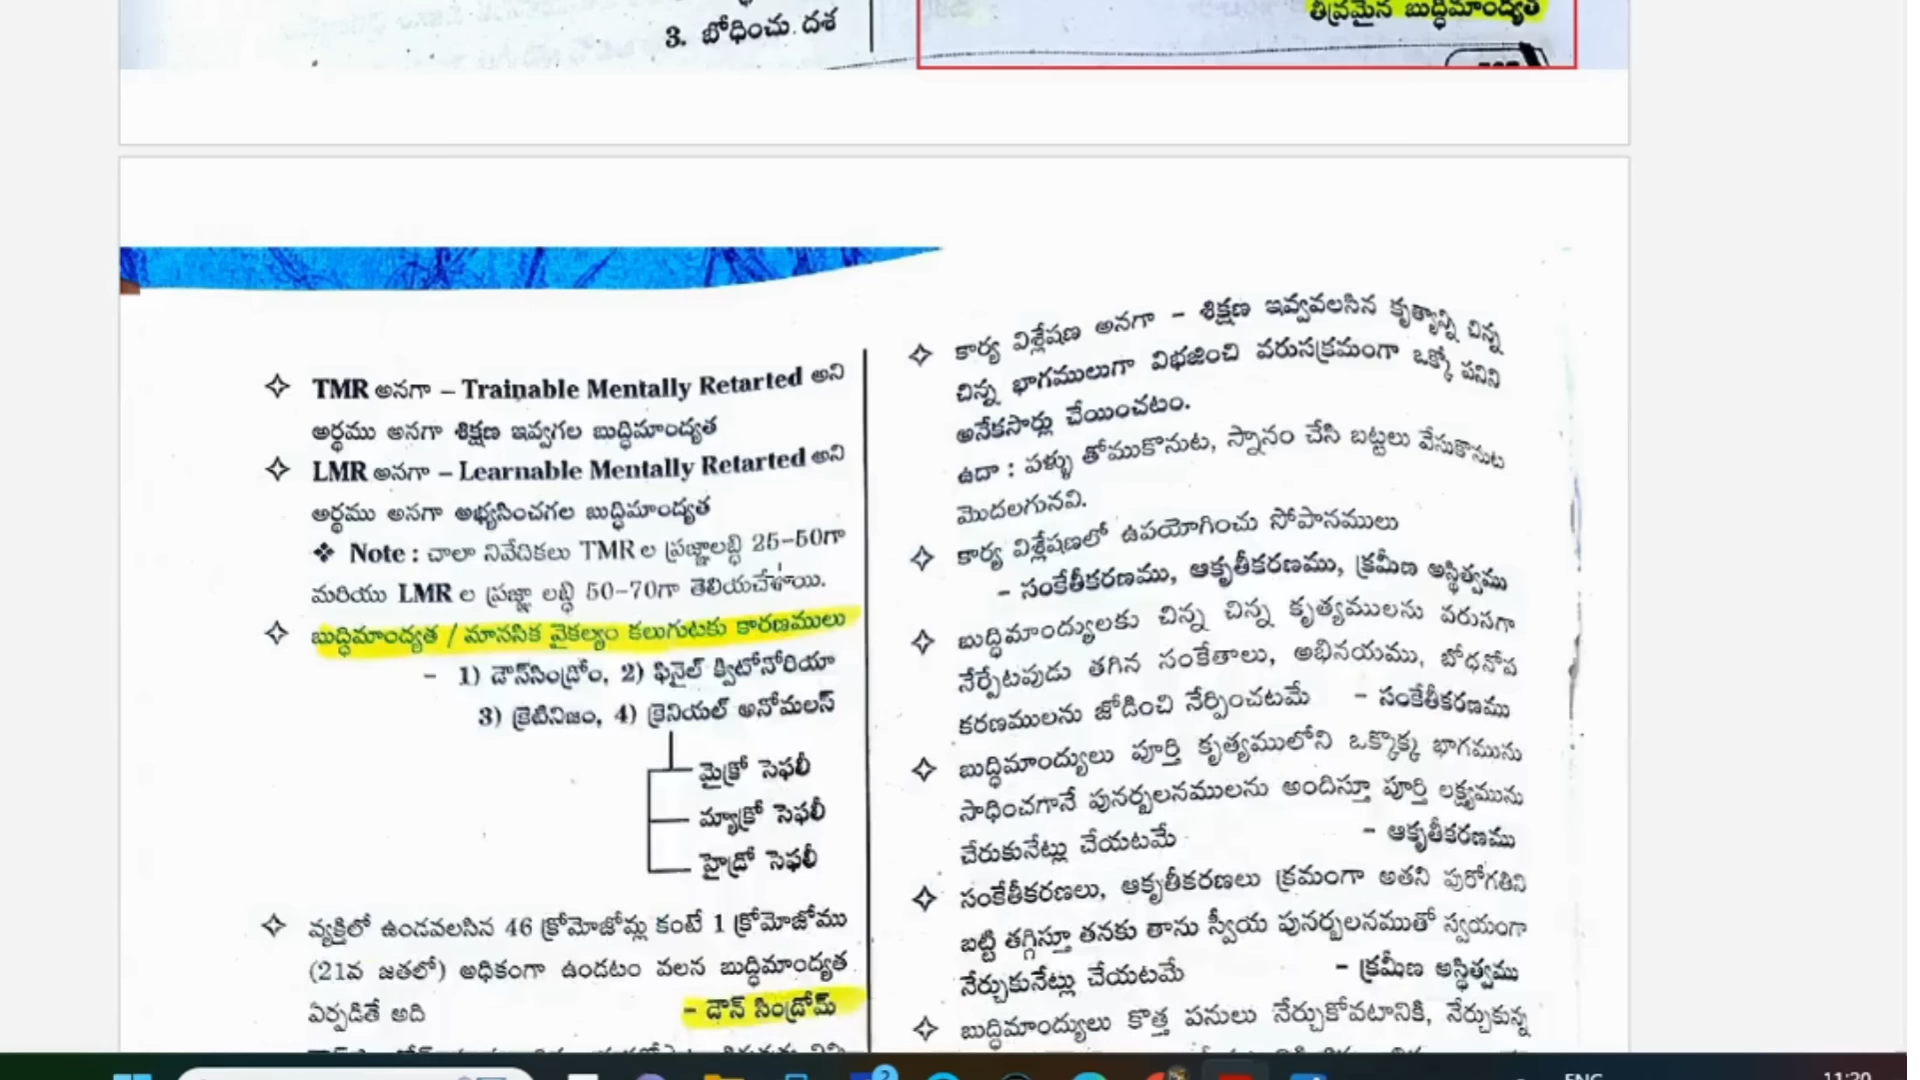 3. బోధించు దశ
తీవ్రమైన బుద్ధిమాంద్యత
✧ TMR అనగా – Trainable Mentally Retarted అని
అర్థము అనగా శిక్షణ ఇవ్వగల బుద్ధిమాంద్యత
✧ LMR అనగా – Learnable Mentally Retarted అని
అర్థము అనగా అభ్యసించగల బుద్ధిమాంద్యత
❖ Note : చాలా నివేదికలు TMR ల ప్రజ్ఞాలబ్ధి 25–50గా
మరియు LMR ల ప్రజ్ఞా లబ్ధి 50–70గా తెలియచేశాయి.
✧ బుద్ధిమాంద్యత / మానసిక వైకల్యం కలుగుటకు కారణములు
– 1) డౌన్‌సిండ్రోం, 2) ఫినైల్ క్విటోనోరియా
3) క్రెటినిజం, 4) క్రెనియల్ అనోమలస్
మైక్రో సెఫలీ
మ్యాక్రో సెఫలీ
హైడ్రో సెఫలీ
✧ వ్యక్తిలో ఉండవలసిన 46 క్రోమోజోమ్ల కంటే 1 క్రోమోజోము
(21వ జతలో) అధికంగా ఉండటం వలన బుద్ధిమాంద్యత
ఏర్పడితే అది – డౌన్ సిండ్రోమ్
✧ కార్య విశ్లేషణ అనగా – శిక్షణ ఇవ్వవలసిన కృత్యాన్ని చిన్న
చిన్న భాగములుగా విభజించి వరుసక్రమంగా ఒక్కో పనిని
అనేకసార్లు చేయించటం.
ఉదా : పళ్ళు తోముకొనుట, స్నానం చేసి బట్టలు వేసుకొనుట
మొదలగునవి.
✧ కార్య విశ్లేషణలో ఉపయోగించు సోపానములు
– సంకేతీకరణము, ఆకృతీకరణము, క్రమీణ అస్థిత్వము
✧ బుద్ధిమాంద్యులకు చిన్న చిన్న కృత్యములను వరుసగా
నేర్పేటపుడు తగిన సంకేతాలు, అభినయము, బోధనోప
కరణములను జోడించి నేర్పించటమే – సంకేతీకరణము
✧ బుద్ధిమాంద్యులు పూర్తి కృత్యములోని ఒక్కొక్క భాగమును
సాధించగానే పునర్బలనములను అందిస్తూ పూర్తి లక్ష్యమును
చేరుకునేట్లు చేయటమే – ఆకృతీకరణము
✧ సంకేతీకరణలు, ఆకృతీకరణలు క్రమంగా అతని పురోగతిని
బట్టి తగ్గిస్తూ తనకు తాను స్వీయ పునర్బలనముతో స్వయంగా
నేర్చుకునేట్లు చేయటమే – క్రమీణ అస్థిత్వము
✧ బుద్ధిమాంద్యులు కొత్త పనులు నేర్చుకోవటానికి, నేర్చుకున్న
2
ENG
11:20